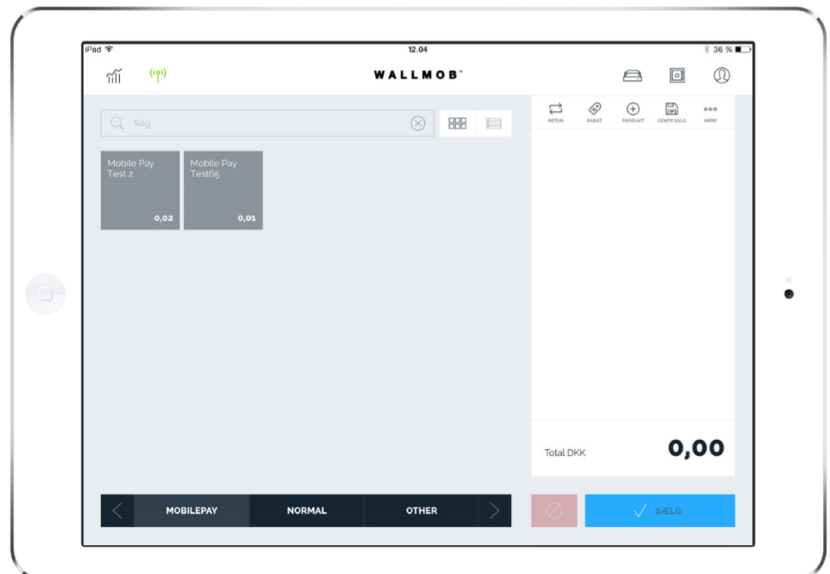 iPad
12.04
36 %
WALLMOB
Søg
RETUR
RABAT
PRODUKT
GEMTE SALG
MERE
Mobile Pay
Test 2
0,02
Mobile Pay
Test65
0,01
Total DKK
0,00
MOBILEPAY
NORMAL
OTHER
SÆLG